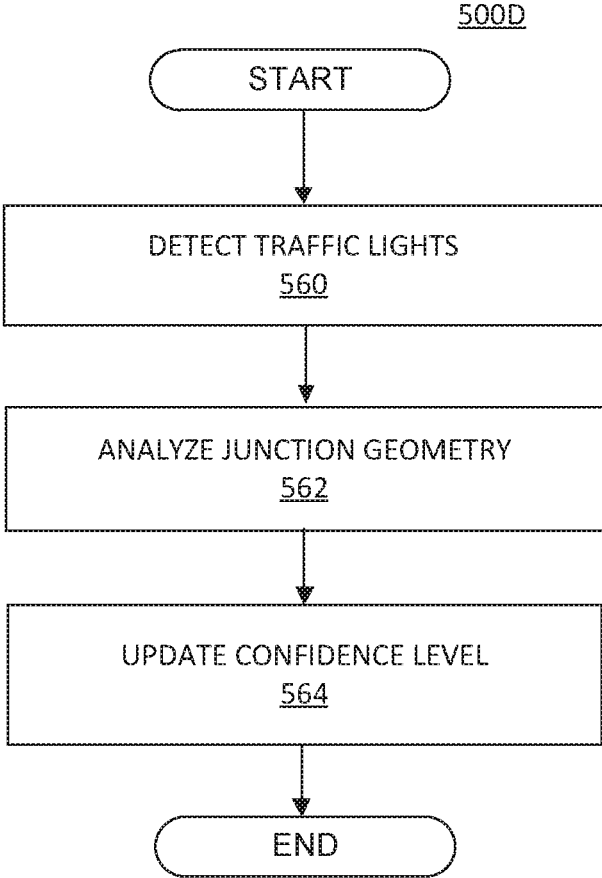 500D
START
DETECT TRAFFIC LIGHTS
560
ANALYZE JUNCTION GEOMETRY
562
UPDATE CONFIDENCE LEVEL
564
END